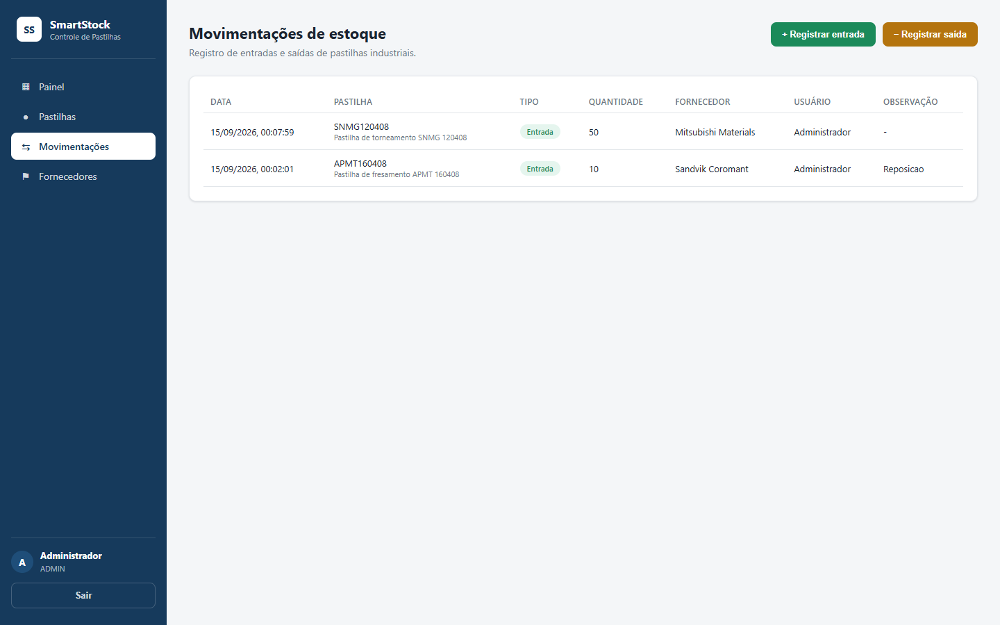 SS
SmartStock
Controle de Pastilhas
Painel
Pastilhas
Movimentações
Fornecedores
Administrador
A
ADMIN
Sair
Movimentações de estoque
Registro de entradas e saídas de pastilhas industriais.
+ Registrar entrada
− Registrar saída
DATA PASTILHA TIPO QUANTIDADE FORNECEDOR USUÁRIO OBSERVAÇÃO
15/09/2026, 00:07:59 SNMG120408 Entrada 50 Mitsubishi Materials Administrador -
Pastilha de torneamento SNMG 120408
15/09/2026, 00:02:01 APMT160408 Entrada 10 Sandvik Coromant Administrador Reposicao
Pastilha de fresamento APMT 160408